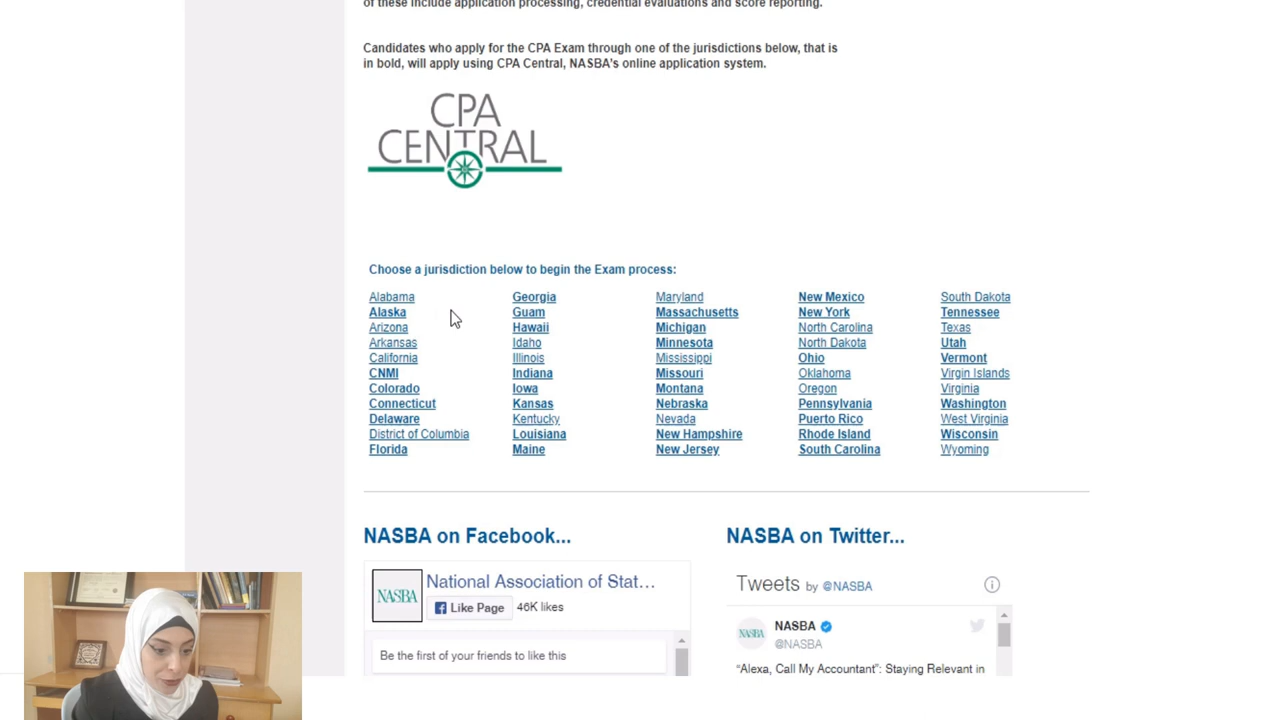 of these include application processing, credential evaluations and score reporting.
Candidates who apply for the CPA Exam through one of the jurisdictions below, that is
in bold, will apply using CPA Central, NASBA's online application system.
CPA
CENTRAL
Choose a jurisdiction below to begin the Exam process:
Alabama Georgia Maryland New Mexico South Dakota
Alaska Guam Massachusetts New York Tennessee
Arizona Hawaii Michigan North Carolina Texas
Arkansas Idaho Minnesota North Dakota Utah
California Illinois Mississippi Ohio Vermont
CNMI Indiana Missouri Oklahoma Virgin Islands
Colorado Iowa Montana Oregon Virginia
Connecticut Kansas Nebraska Pennsylvania Washington
Delaware Kentucky Nevada Puerto Rico West Virginia
District of Columbia Louisiana New Hampshire Rhode Island Wisconsin
Florida Maine New Jersey South Carolina Wyoming
NASBA on Facebook...
NASBA
National Association of Stat...
Like Page 46K likes
Be the first of your friends to like this
NASBA on Twitter...
Tweets by @NASBA
NASBA
NASBA
@NASBA
“Alexa, Call My Accountant”: Staying Relevant in